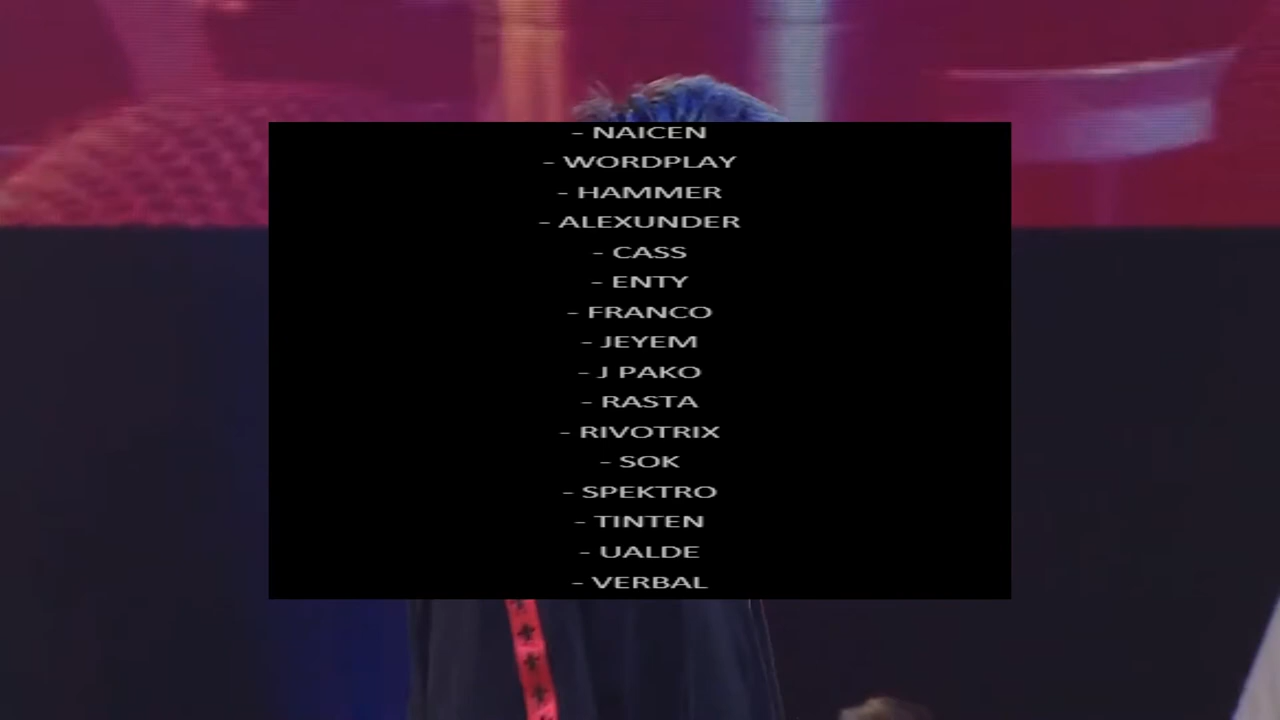 - NAICEN
- WORDPLAY
- HAMMER
- ALEXUNDER
- CASS
- ENTY
- FRANCO
- JEYEM
- J PAKO
- RASTA
- RIVOTRIX
- SOK
- SPEKTRO
- TINTEN
- UALDE
- VERBAL